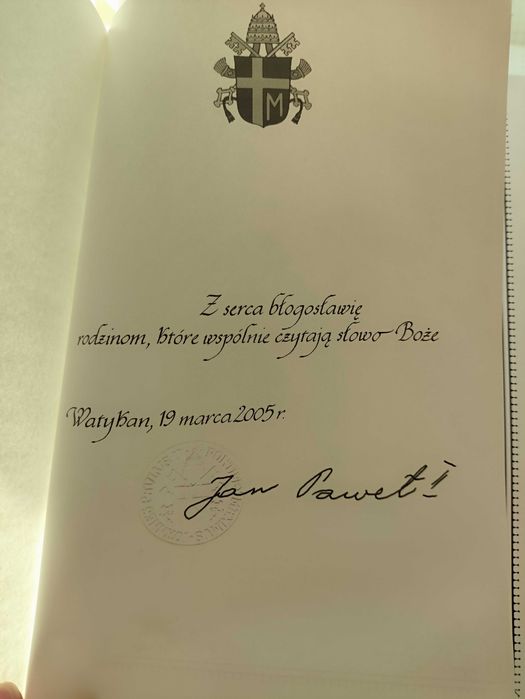 M
Z serca błogosławię
rodzinom, które wspólnie czytają słowo Boże
Watykan, 19 marca 2005 r.
Jan Paweł II